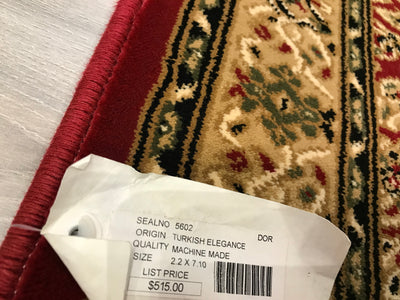 SEALNO 5602 DOR
ORIGIN TURKISH ELEGANCE
QUALITY MACHINE MADE
SIZE 2.2 X 7.10
LIST PRICE
$515.00